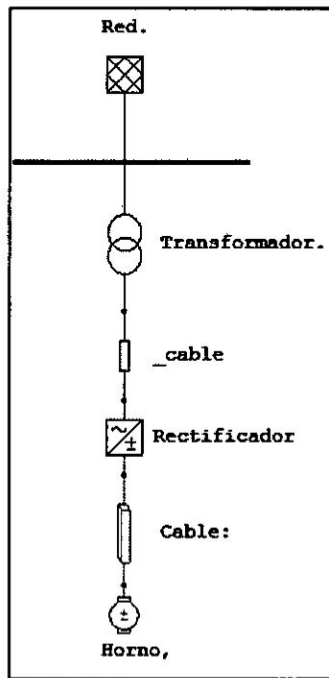 Red.
Transformador.
_cable
Rectificador
Cable:
Horno,